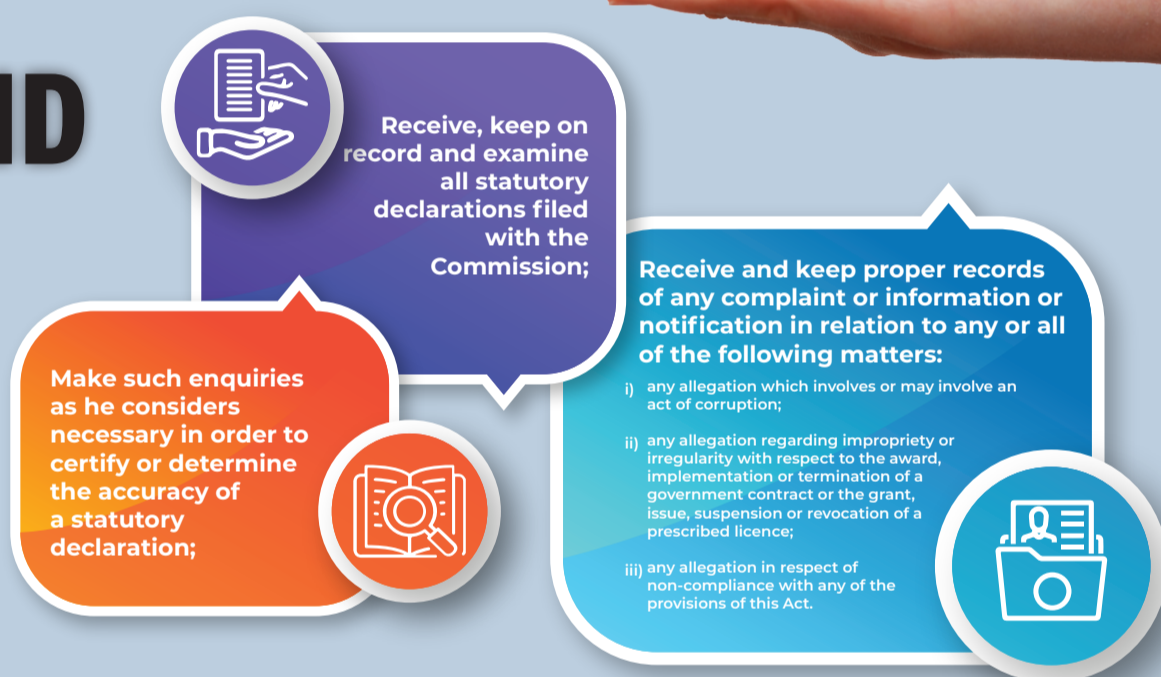 ND
Receive, keep on
record and examine
all statutory
declarations filed
with the
Commission;
Make such enquiries
as he considers
necessary in order to
certify or determine
the accuracy of
a statutory
declaration;
Receive and keep proper records
of any complaint or information or
notification in relation to any or all
of the following matters:
i) any allegation which involves or may involve an
act of corruption;
ii) any allegation regarding impropriety or
irregularity with respect to the award,
implementation or termination of a
government contract or the grant,
issue, suspension or revocation of a
prescribed licence;
iii) any allegation in respect of
non-compliance with any of the
provisions of this Act.